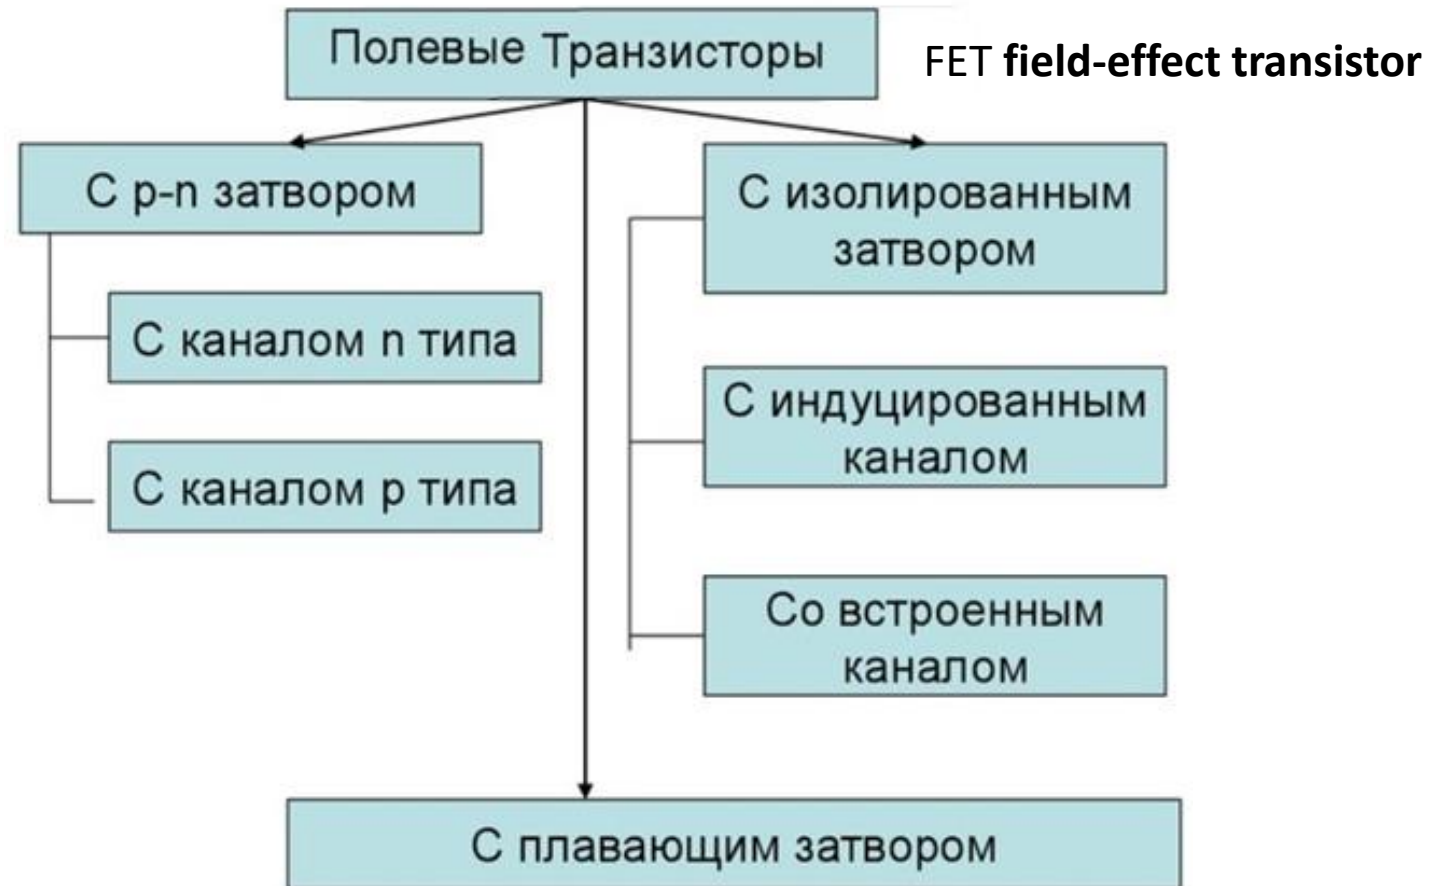 Полевые Транзисторы
FET field-effect transistor
С p-n затвором
С каналом n типа
С каналом p типа
С изолированным
затвором
С индуцированным
каналом
Со встроенным
каналом
С плавающим затвором